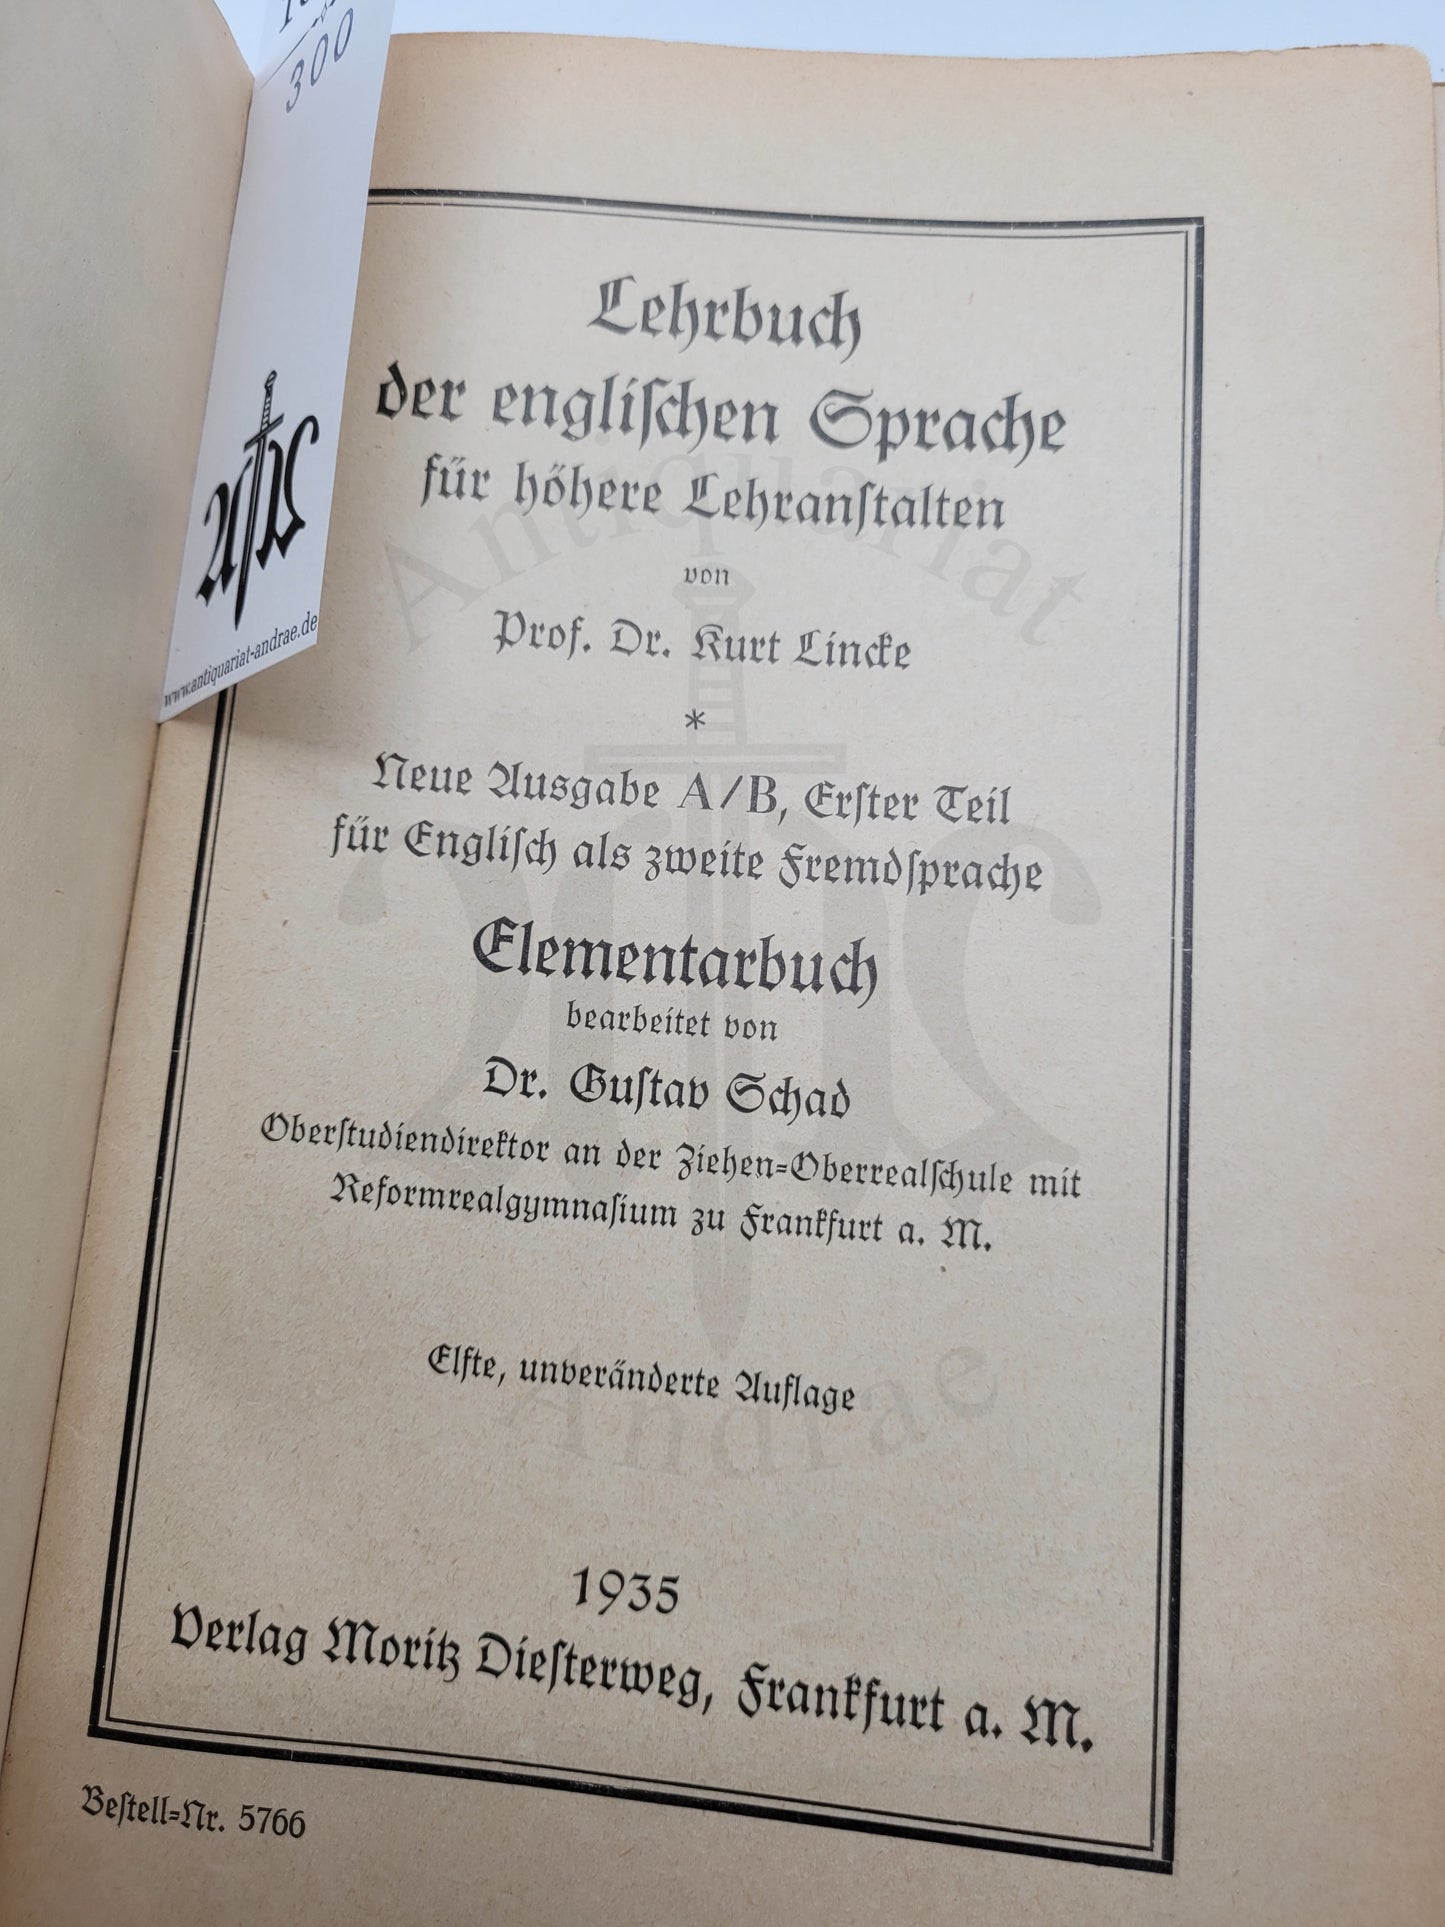 300
www.antiquariat-andrae.de
Lehrbuch
der engliſchen Sprache
für höhere Lehranſtalten
von
Prof. Dr. Kurt Lincke
*
Neue Ausgabe A/B, Erſter Teil
für Engliſch als zweite Fremdſprache
Elementarbuch
bearbeitet von
Dr. Guſtav Schad
Oberſtudiendirektor an der Ziehen-Oberrealſchule mit
Reformrealgymnaſium zu Frankfurt a. M.
Elfte, unveränderte Auflage
1935
Verlag Moritz Dieſterweg, Frankfurt a. M.
Beſtell-Nr. 5766
Antiquariat
Andrae